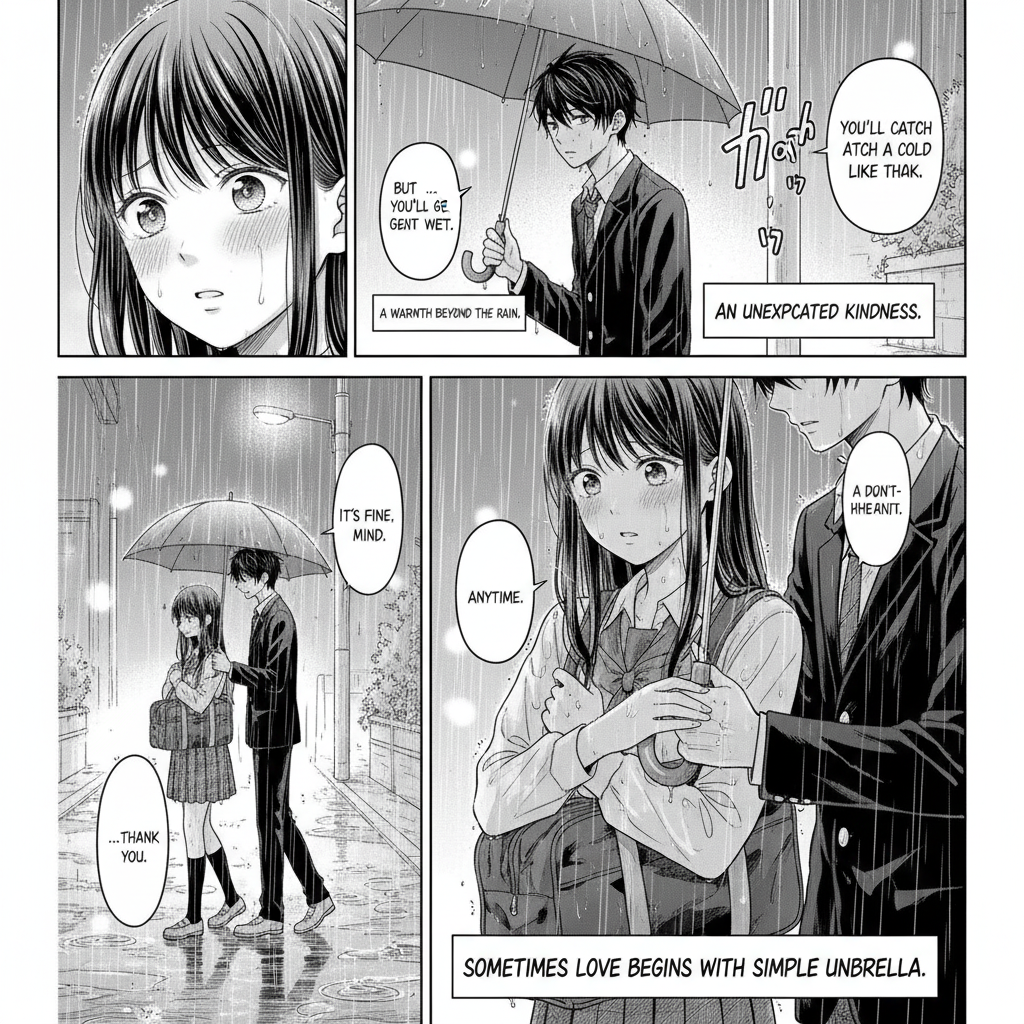 BUT ...
YOU'LL GE
GENT WET.
YOU'LL CATCH
ATCH A COLD
LIKE THAK.
A WARNTH BEYOND THE RAIN.
AN UNEXPCATED KINDNESS.
IT'S FINE,
MIND.
...THANK
YOU.
A DON'T-
HHEANIT.
ANYTIME.
SOMETIMES LOVE BEGINS WITH SIMPLE UNBRELLA.